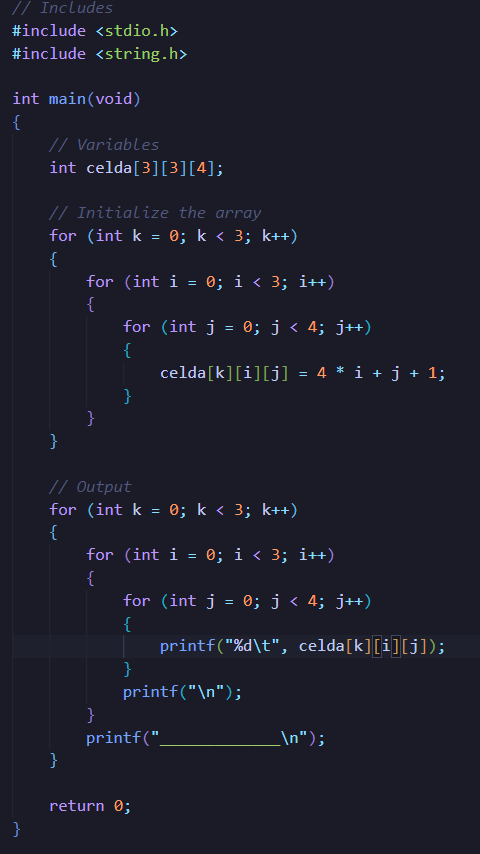 // Includes
#include <stdio.h>
#include <string.h>

int main(void)
{
    // Variables
    int celda[3][3][4];

    // Initialize the array
    for (int k = 0; k < 3; k++)
    {
        for (int i = 0; i < 3; i++)
        {
            for (int j = 0; j < 4; j++)
            {
                celda[k][i][j] = 4 * i + j + 1;
            }
        }
    }

    // Output
    for (int k = 0; k < 3; k++)
    {
        for (int i = 0; i < 3; i++)
        {
            for (int j = 0; j < 4; j++)
            {
                printf("%d\t", celda[k][i][j]);
            }
            printf("\n");
        }
        printf("_____________\n");
    }

    return 0;
}